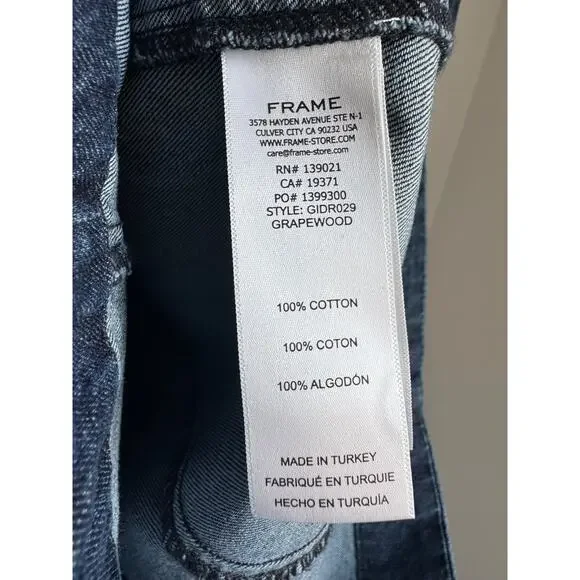 FRAME
3578 HAYDEN AVENUE STE N-1
CULVER CITY CA 90232 USA
WWW.FRAME-STORE.COM
care@frame-store.com
RN# 139021
CA# 19371
PO# 1399300
STYLE: GIDR029
GRAPEWOOD
100% COTTON
100% COTON
100% ALGODÓN
MADE IN TURKEY
FABRIQUÉ EN TURQUIE
HECHO EN TURQUÍA